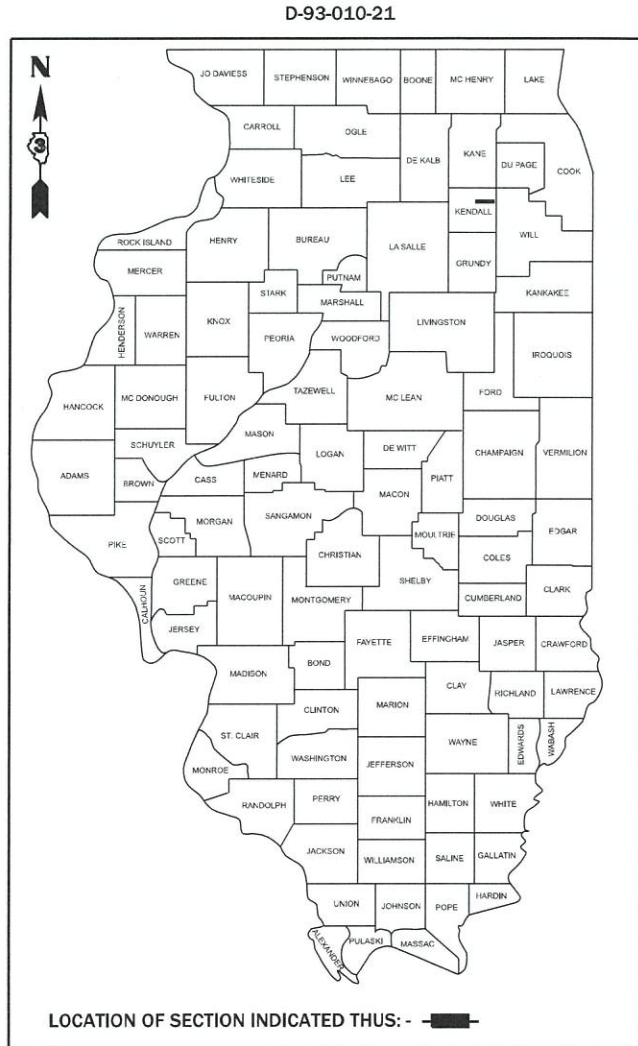 D-93-010-21
N
3
JO DAVIESS
STEPHENSON
WINNEBAGO
BOONE
MC HENRY
LAKE
CARROLL
OGLE
DE KALB
KANE
DU PAGE
COOK
WHITESIDE
LEE
KENDALL
WILL
ROCK ISLAND
HENRY
BUREAU
LA SALLE
GRUNDY
MERCER
PUTNAM
STARK
MARSHALL
KANKAKEE
HENDERSON
WARREN
KNOX
PEORIA
WOODFORD
LIVINGSTON
IROQUOIS
HANCOCK
MC DONOUGH
FULTON
TAZEWELL
MC LEAN
FORD
SCHUYLER
MASON
LOGAN
DE WITT
CHAMPAIGN
VERMILION
ADAMS
BROWN
CASS
MENARD
MACON
PIATT
PIKE
SCOTT
MORGAN
SANGAMON
CHRISTIAN
MOULTRIE
DOUGLAS
EDGAR
COLES
CALHOUN
GREENE
MACOUPIN
MONTGOMERY
SHELBY
CUMBERLAND
CLARK
JERSEY
FAYETTE
EFFINGHAM
JASPER
CRAWFORD
MADISON
BOND
CLAY
RICHLAND
LAWRENCE
CLINTON
MARION
ST. CLAIR
WASHINGTON
WAYNE
EDWARDS
WABASH
MONROE
JEFFERSON
RANDOLPH
PERRY
HAMILTON
WHITE
FRANKLIN
JACKSON
WILLIAMSON
SALINE
GALLATIN
UNION
JOHNSON
POPE
HARDIN
ALEXANDER
PULASKI
MASSAC
LOCATION OF SECTION INDICATED THUS: -